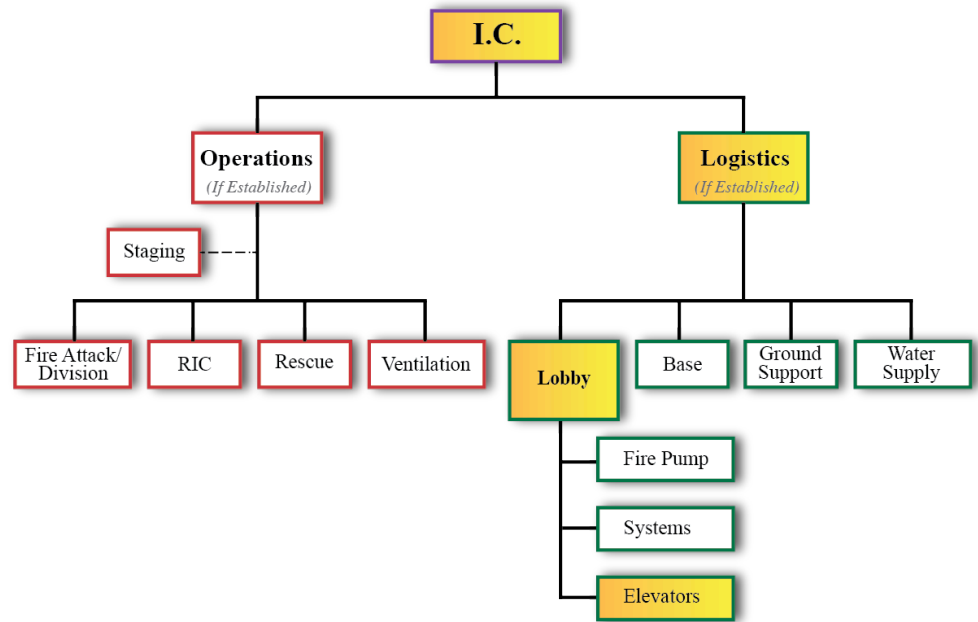 I.C.
Operations
(If Established)
Logistics
(If Established)
Staging
Fire Attack/
Division
RIC
Rescue
Ventilation
Lobby
Base
Ground
Support
Water
Supply
Fire Pump
Systems
Elevators